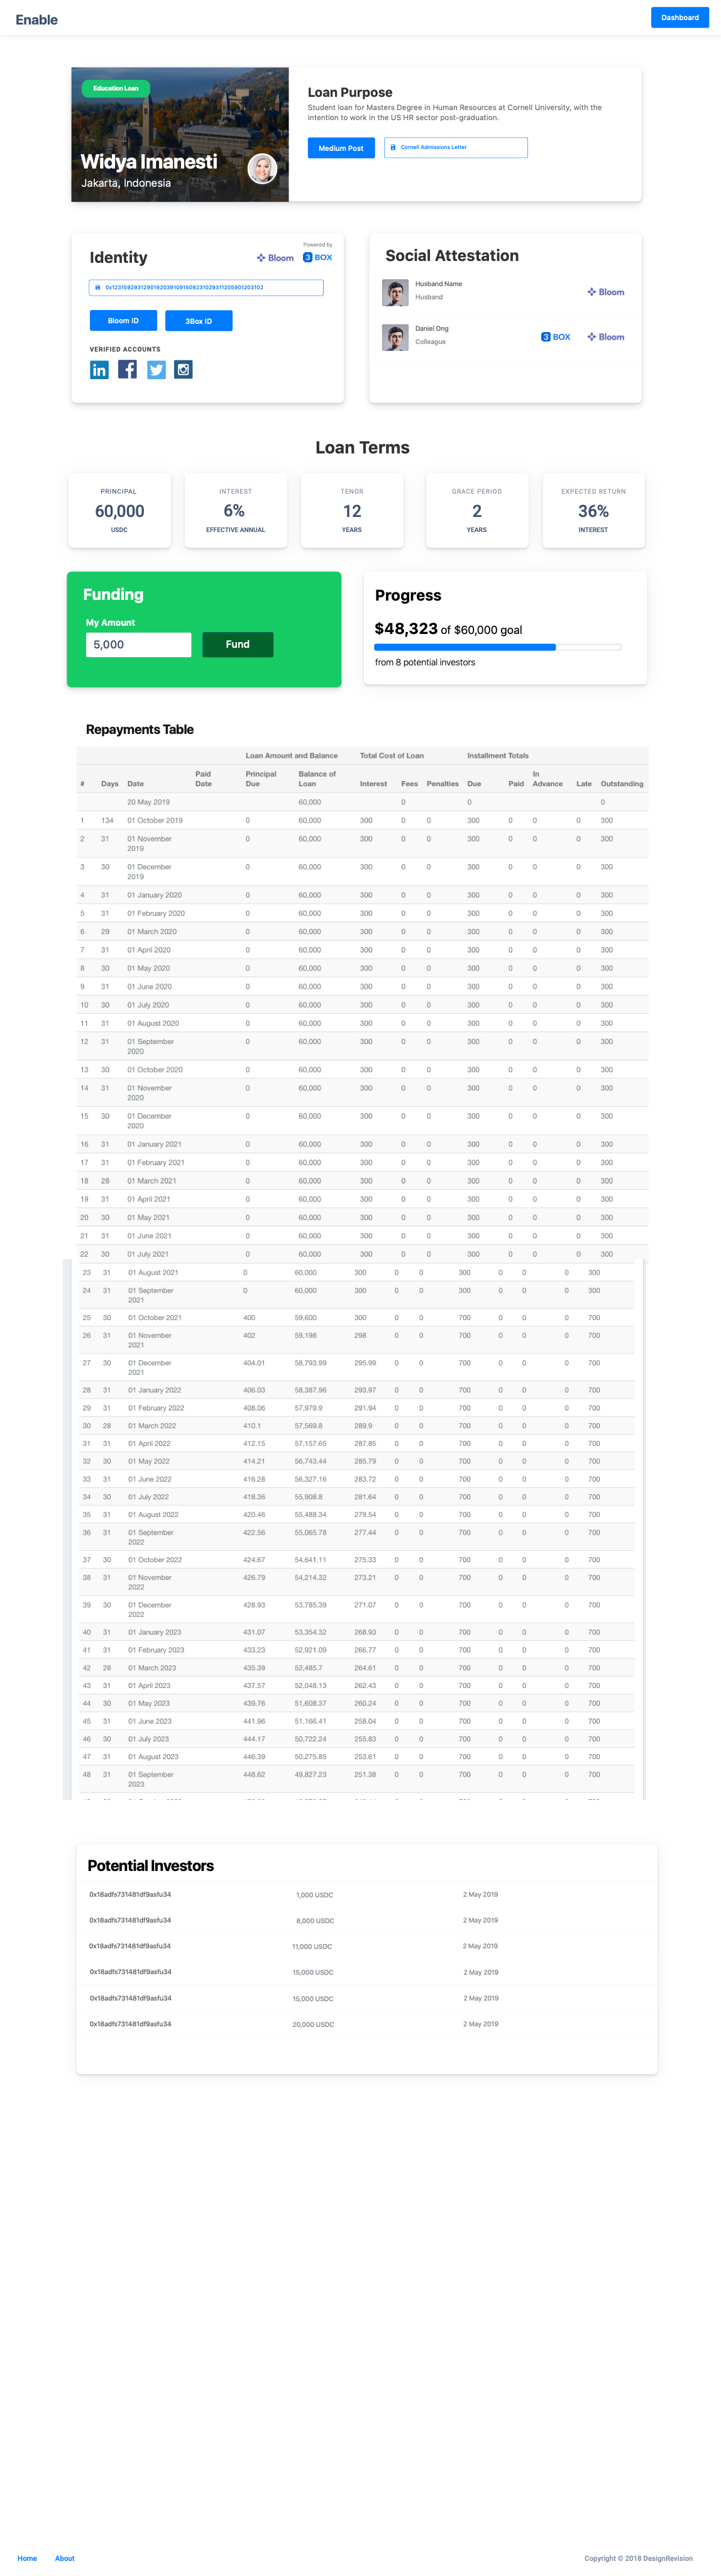 Enable
Dashboard
Education Loan
Widya Imanesti
Jakarta, Indonesia
Loan Purpose
Student loan for Masters Degree in Human Resources at Cornell University, with the
intention to work in the US HR sector post-graduation.
Medium Post
Cornell Admissions Letter
Identity
Bloom
Powered by
3 BOX
0x12315929312901920391091509231029311205901203102
Bloom ID
3Box ID
VERIFIED ACCOUNTS
Social Attestation
Husband Name
Husband
Bloom
Daniel Ong
Colleague
3 BOX
Bloom
Loan Terms
PRINCIPAL
60,000
USDC
INTEREST
6%
EFFECTIVE ANNUAL
TENOR
12
YEARS
GRACE PERIOD
2
YEARS
EXPECTED RETURN
36%
INTEREST
Funding
My Amount
5,000
Fund
Progress
$48,323 of $60,000 goal
from 8 potential investors
Repayments Table
Loan Amount and Balance Total Cost of Loan Installment Totals
# Days Date Paid Date Principal Due Balance of Loan Interest Fees Penalties Due Paid In Advance Late Outstanding
20 May 2019 60,000 0 0 0
1 134 01 October 2019 0 60,000 300 0 0 300 0 0 0 300
2 31 01 November 2019 0 60,000 300 0 0 300 0 0 0 300
3 30 01 December 2019 0 60,000 300 0 0 300 0 0 0 300
4 31 01 January 2020 0 60,000 300 0 0 300 0 0 0 300
5 31 01 February 2020 0 60,000 300 0 0 300 0 0 0 300
6 29 01 March 2020 0 60,000 300 0 0 300 0 0 0 300
7 31 01 April 2020 0 60,000 300 0 0 300 0 0 0 300
8 30 01 May 2020 0 60,000 300 0 0 300 0 0 0 300
9 31 01 June 2020 0 60,000 300 0 0 300 0 0 0 300
10 30 01 July 2020 0 60,000 300 0 0 300 0 0 0 300
11 31 01 August 2020 0 60,000 300 0 0 300 0 0 0 300
12 31 01 September 2020 0 60,000 300 0 0 300 0 0 0 300
13 30 01 October 2020 0 60,000 300 0 0 300 0 0 0 300
14 31 01 November 2020 0 60,000 300 0 0 300 0 0 0 300
15 30 01 December 2020 0 60,000 300 0 0 300 0 0 0 300
16 31 01 January 2021 0 60,000 300 0 0 300 0 0 0 300
17 31 01 February 2021 0 60,000 300 0 0 300 0 0 0 300
18 28 01 March 2021 0 60,000 300 0 0 300 0 0 0 300
19 31 01 April 2021 0 60,000 300 0 0 300 0 0 0 300
20 30 01 May 2021 0 60,000 300 0 0 300 0 0 0 300
21 31 01 June 2021 0 60,000 300 0 0 300 0 0 0 300
22 30 01 July 2021 0 60,000 300 0 0 300 0 0 0 300
23 31 01 August 2021 0 60,000 300 0 0 300 0 0 0 300
24 31 01 September 2021 0 60,000 300 0 0 300 0 0 0 300
25 30 01 October 2021 400 59,600 300 0 0 700 0 0 0 700
26 31 01 November 2021 402 59,198 298 0 0 700 0 0 0 700
27 30 01 December 2021 404.01 58,793.99 295.99 0 0 700 0 0 0 700
28 31 01 January 2022 406.03 58,387.96 293.97 0 0 700 0 0 0 700
29 31 01 February 2022 408.06 57,979.9 291.94 0 0 700 0 0 0 700
30 28 01 March 2022 410.1 57,569.8 289.9 0 0 700 0 0 0 700
31 31 01 April 2022 412.15 57,157.65 287.85 0 0 700 0 0 0 700
32 30 01 May 2022 414.21 56,743.44 285.79 0 0 700 0 0 0 700
33 31 01 June 2022 416.28 56,327.16 283.72 0 0 700 0 0 0 700
34 30 01 July 2022 418.36 55,908.8 281.64 0 0 700 0 0 0 700
35 31 01 August 2022 420.46 55,488.34 279.54 0 0 700 0 0 0 700
36 31 01 September 2022 422.56 55,065.78 277.44 0 0 700 0 0 0 700
37 30 01 October 2022 424.67 54,641.11 275.33 0 0 700 0 0 0 700
38 31 01 November 2022 426.79 54,214.32 273.21 0 0 700 0 0 0 700
39 30 01 December 2022 428.93 53,785.39 271.07 0 0 700 0 0 0 700
40 31 01 January 2023 431.07 53,354.32 268.93 0 0 700 0 0 0 700
41 31 01 February 2023 433.23 52,921.09 266.77 0 0 700 0 0 0 700
42 28 01 March 2023 435.39 52,485.7 264.61 0 0 700 0 0 0 700
43 31 01 April 2023 437.57 52,048.13 262.43 0 0 700 0 0 0 700
44 30 01 May 2023 439.76 51,608.37 260.24 0 0 700 0 0 0 700
45 31 01 June 2023 441.96 51,166.41 258.04 0 0 700 0 0 0 700
46 30 01 July 2023 444.17 50,722.24 255.83 0 0 700 0 0 0 700
47 31 01 August 2023 446.39 50,275.85 253.61 0 0 700 0 0 0 700
48 31 01 September 2023 448.62 49,827.23 251.38 0 0 700 0 0 0 700
Potential Investors
0x18adfs731481df9asfu34 1,000 USDC 2 May 2019
0x18adfs731481df9asfu34 8,000 USDC 2 May 2019
0x18adfs731481df9asfu34 11,000 USDC 2 May 2019
0x18adfs731481df9asfu34 15,000 USDC 2 May 2019
0x18adfs731481df9asfu34 15,000 USDC 2 May 2019
0x18adfs731481df9asfu34 20,000 USDC 2 May 2019
Home
About
Copyright © 2018 DesignRevision